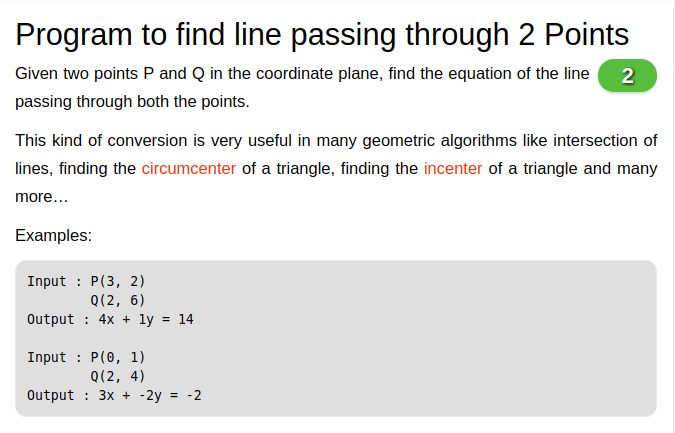 Program to find line passing through 2 Points
Given two points P and Q in the coordinate plane, find the equation of the line
2
passing through both the points.
This kind of conversion is very useful in many geometric algorithms like intersection of
lines, finding the circumcenter of a triangle, finding the incenter of a triangle and many
more…
Examples:
Input : P(3, 2)
        Q(2, 6)
Output : 4x + 1y = 14
Input : P(0, 1)
        Q(2, 4)
Output : 3x + -2y = -2